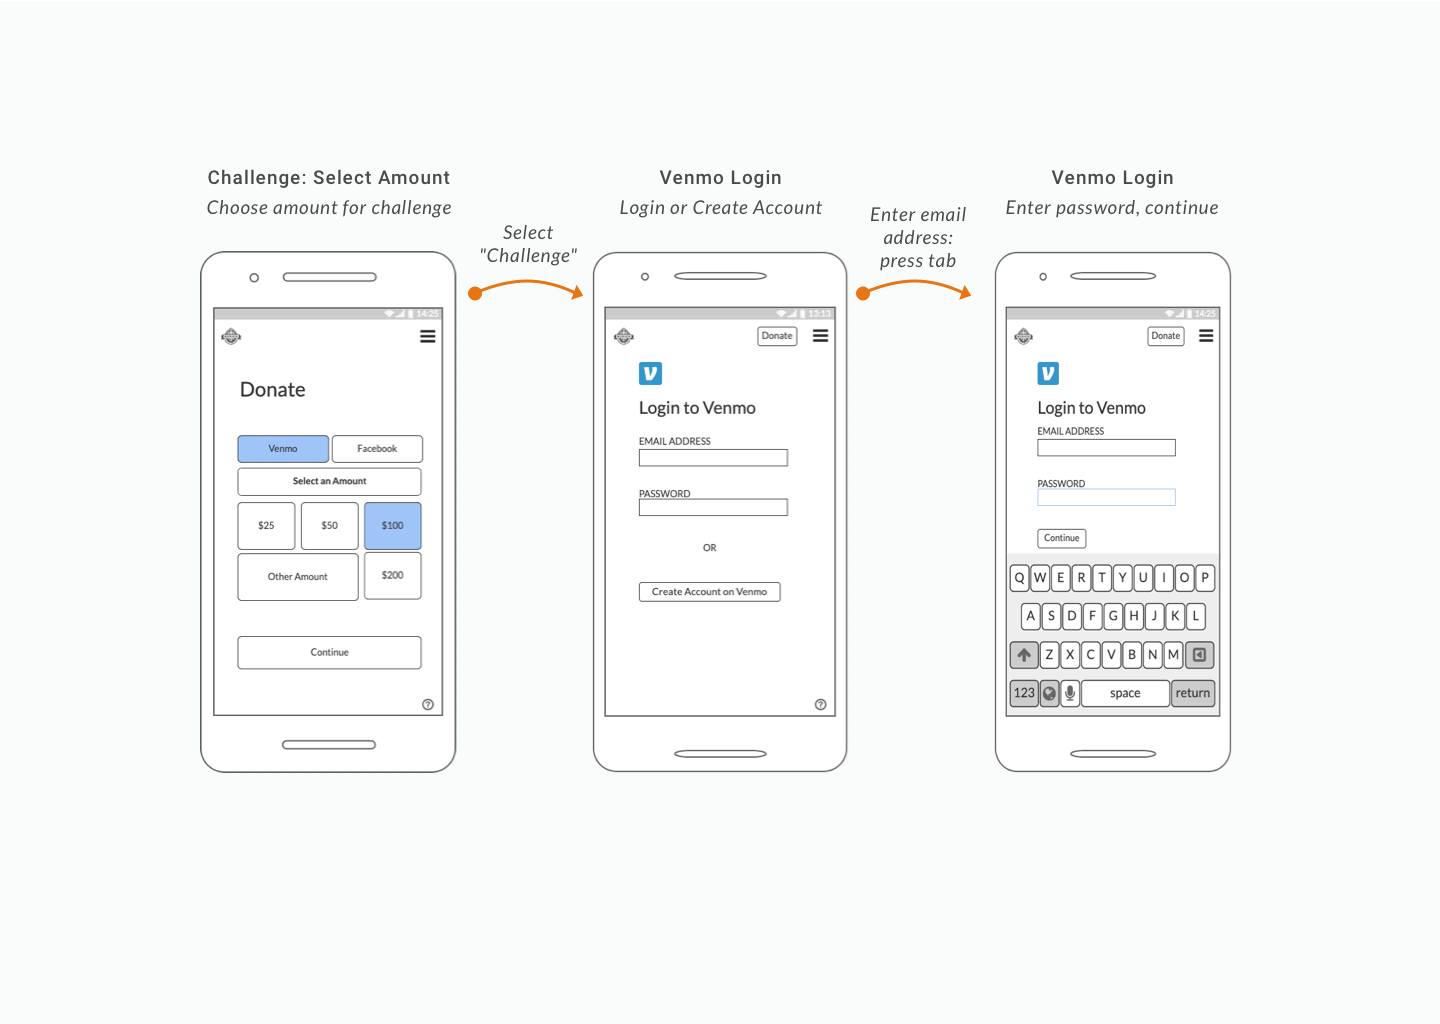 Challenge: Select Amount
Choose amount for challenge
Select
"Challenge"
Venmo Login
Login or Create Account
Enter email
address:
press tab
Venmo Login
Enter password, continue
14:25
Donate
Venmo
Facebook
Select an Amount
$25
$50
$100
Other Amount
$200
Continue
?
13:13
Donate
V
Login to Venmo
EMAIL ADDRESS
PASSWORD
OR
Create Account on Venmo
?
14:25
Donate
V
Login to Venmo
EMAIL ADDRESS
PASSWORD
Continue
Q W E R T Y U I O P
A S D F G H J K L
Z X C V B N M
123 space return